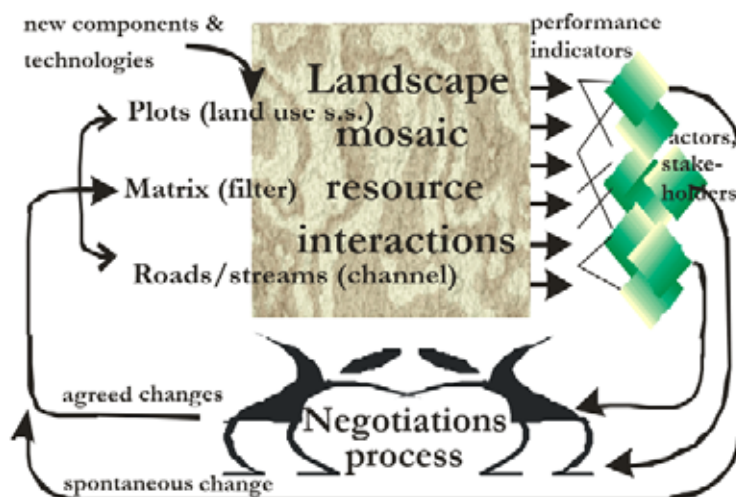 new components &
technologies
performance
indicators
Landscape
mosaic
resource
interactions
Plots (land use s.s.)
Matrix (filter)
Roads/streams (channel)
actors,
stake-
holders
agreed changes
Negotiations
process
spontaneous change